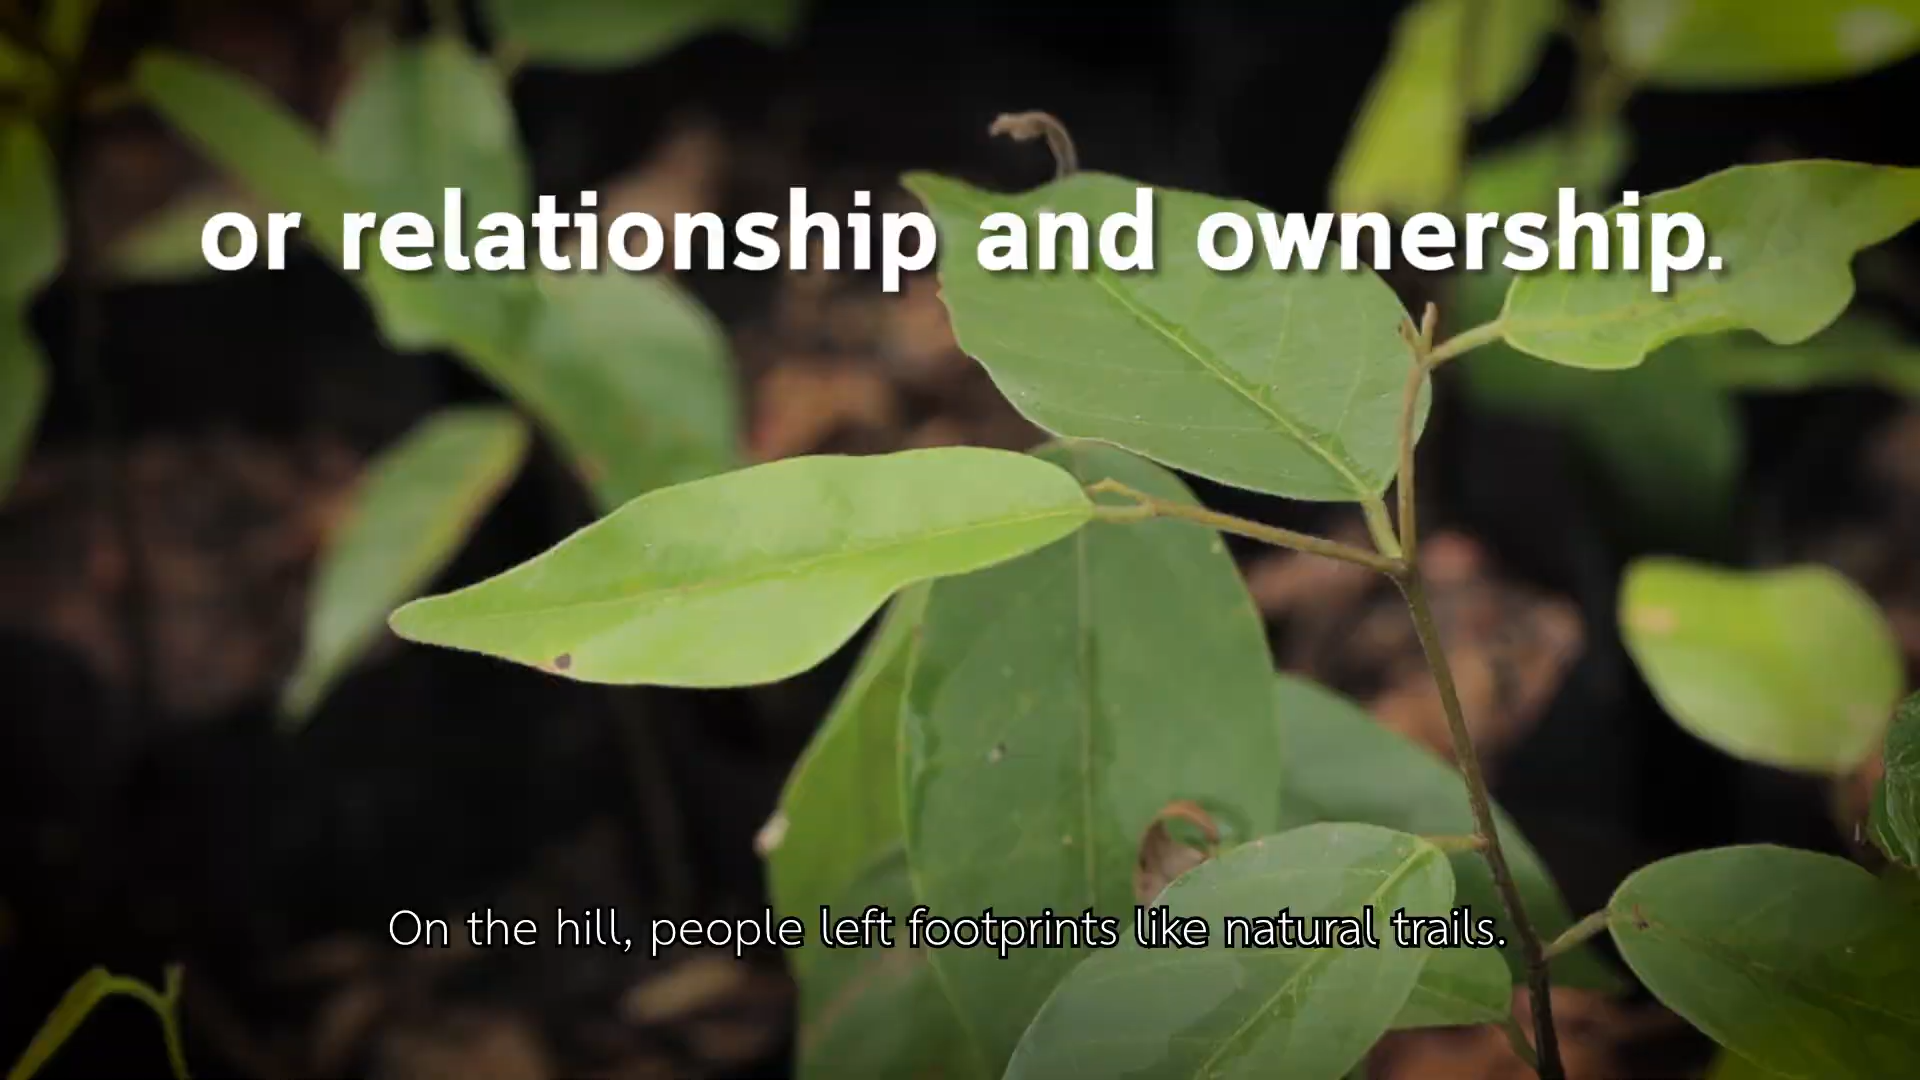 or relationship and ownership.
On the hill, people left footprints like natural trails.